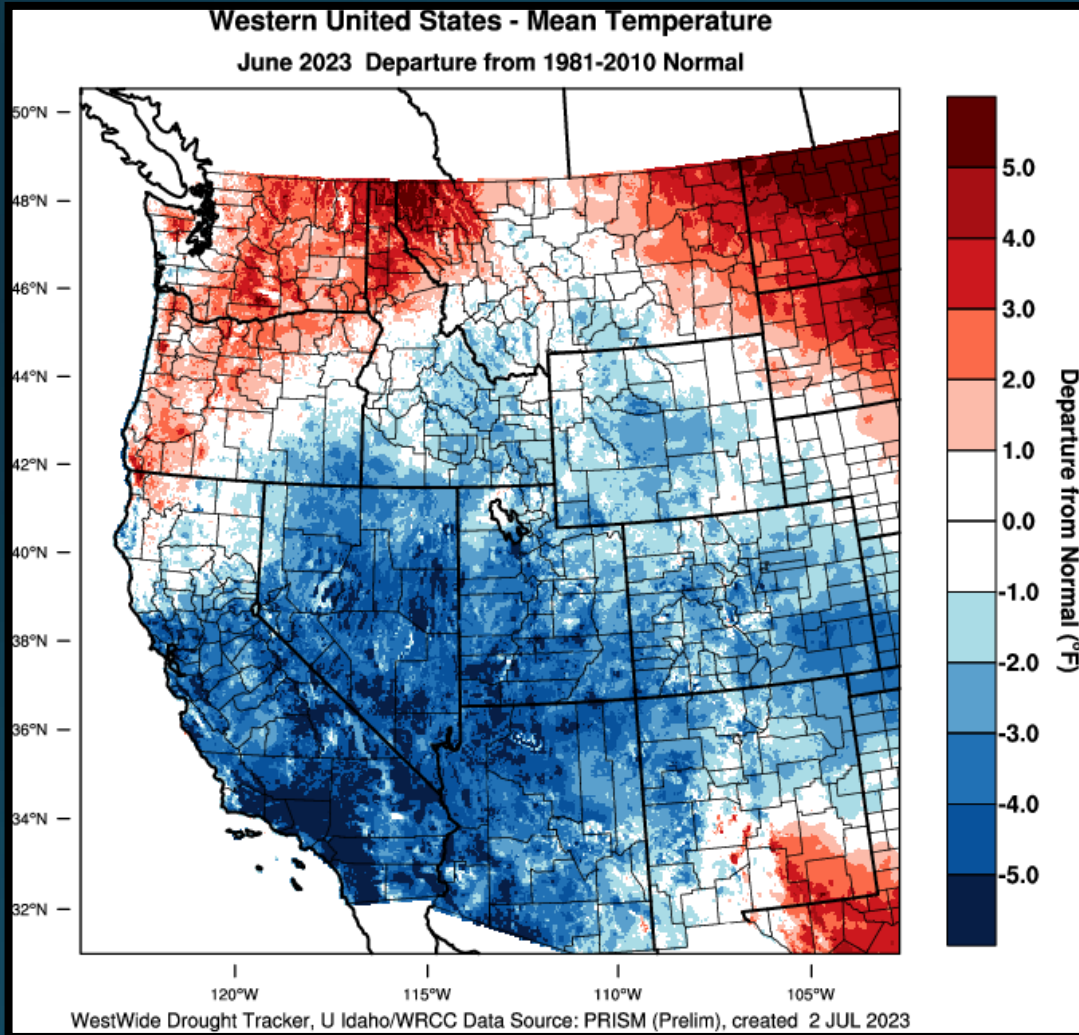 Western United States - Mean Temperature
June 2023 Departure from 1981-2010 Normal
50°N
48°N
46°N
44°N
42°N
40°N
38°N
36°N
34°N
32°N
120°W
115°W
110°W
105°W
5.0
4.0
3.0
2.0
1.0
0.0
-1.0
-2.0
-3.0
-4.0
-5.0
Departure from Normal (°F)
WestWide Drought Tracker, U Idaho/WRCC Data Source: PRISM (Prelim), created 2 JUL 2023